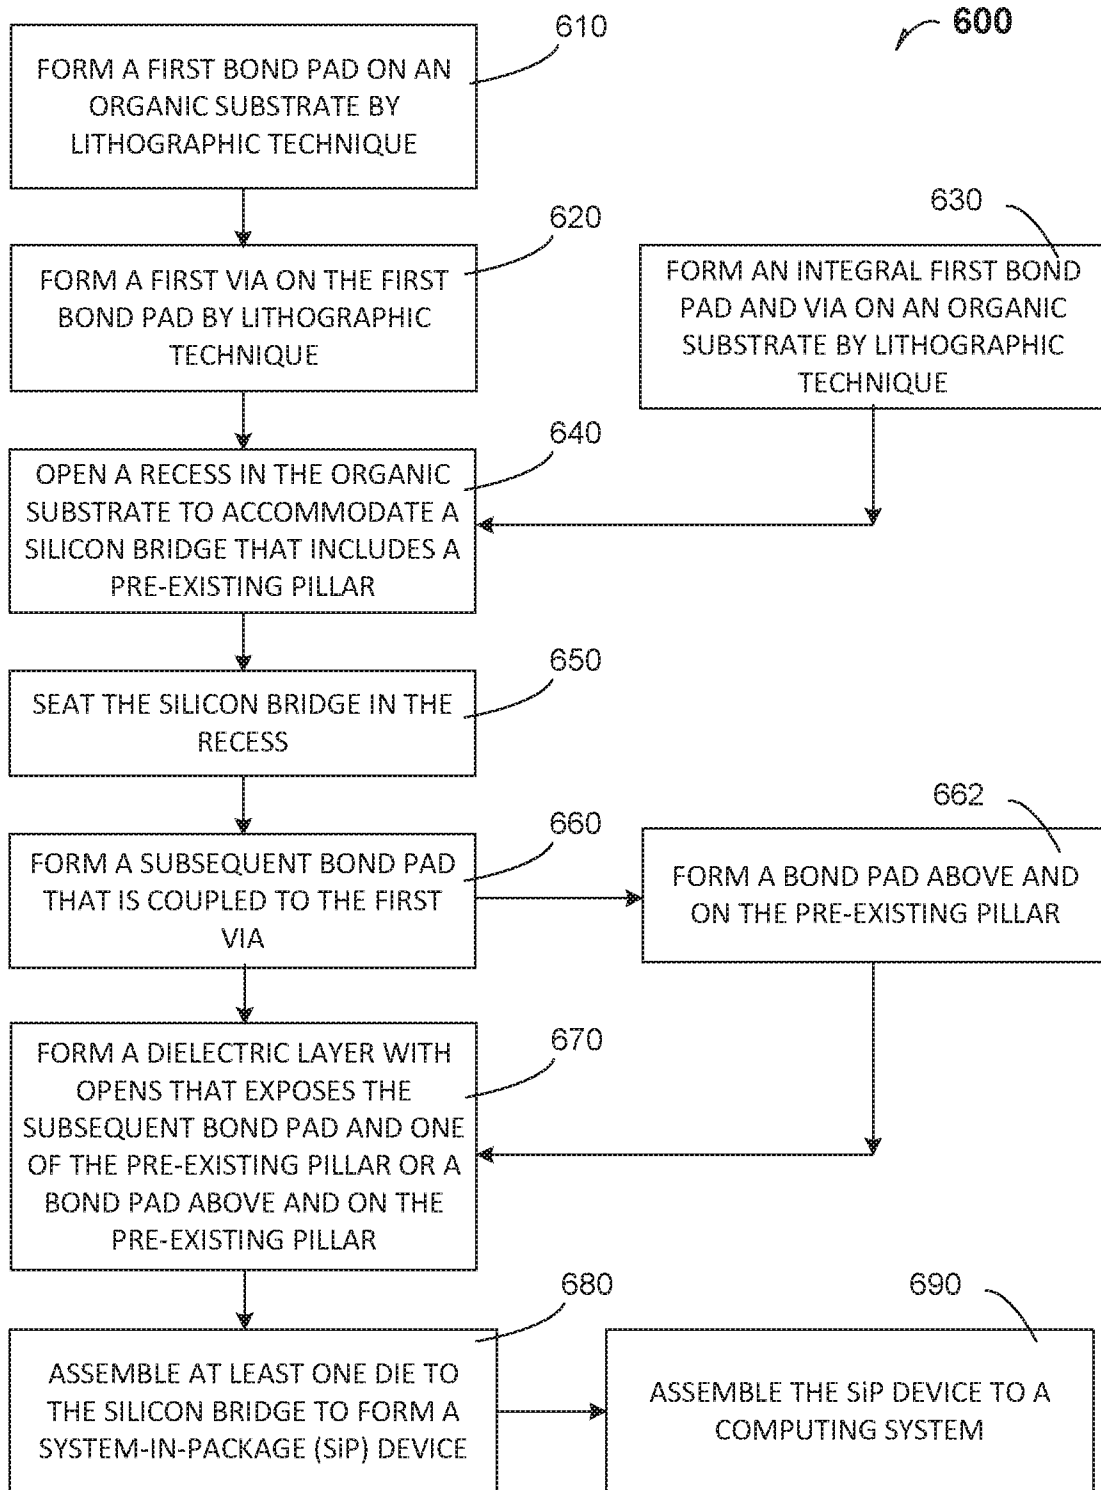 600
610
FORM A FIRST BOND PAD ON AN
ORGANIC SUBSTRATE BY
LITHOGRAPHIC TECHNIQUE
620
FORM A FIRST VIA ON THE FIRST
BOND PAD BY LITHOGRAPHIC
TECHNIQUE
630
FORM AN INTEGRAL FIRST BOND
PAD AND VIA ON AN ORGANIC
SUBSTRATE BY LITHOGRAPHIC
TECHNIQUE
640
OPEN A RECESS IN THE ORGANIC
SUBSTRATE TO ACCOMMODATE A
SILICON BRIDGE THAT INCLUDES A
PRE-EXISTING PILLAR
650
SEAT THE SILICON BRIDGE IN THE
RECESS
660
FORM A SUBSEQUENT BOND PAD
THAT IS COUPLED TO THE FIRST
VIA
662
FORM A BOND PAD ABOVE AND
ON THE PRE-EXISTING PILLAR
670
FORM A DIELECTRIC LAYER WITH
OPENS THAT EXPOSES THE
SUBSEQUENT BOND PAD AND ONE
OF THE PRE-EXISTING PILLAR OR A
BOND PAD ABOVE AND ON THE
PRE-EXISTING PILLAR
680
ASSEMBLE AT LEAST ONE DIE TO
THE SILICON BRIDGE TO FORM A
SYSTEM-IN-PACKAGE (SiP) DEVICE
690
ASSEMBLE THE SiP DEVICE TO A
COMPUTING SYSTEM